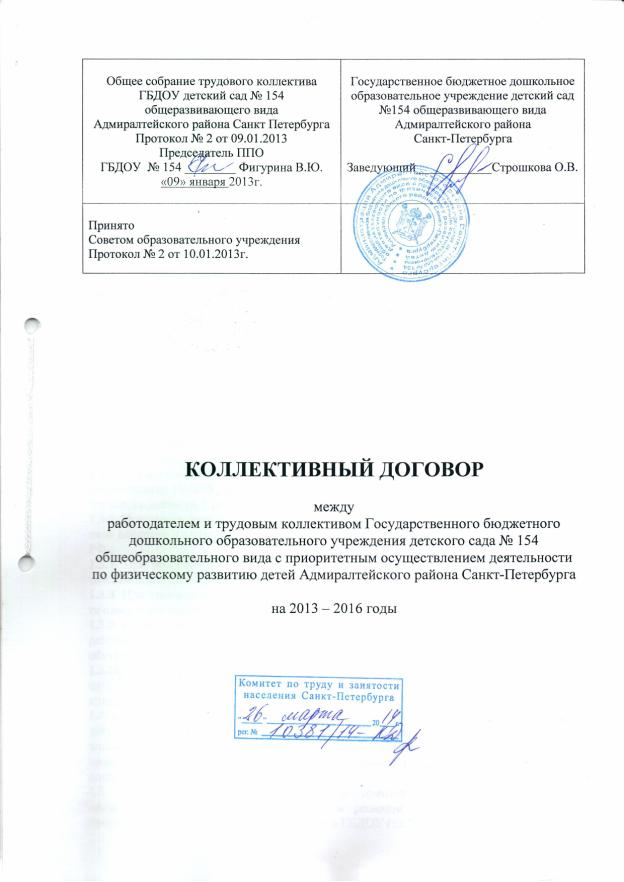 Общее собрание трудового коллектива
ГБДОУ детский сад № 154
общеразвивающего вида
Адмиралтейского района Санкт Петербурга
Протокол № 2 от 09.01.2013
Председатель ППО
ГБДОУ № 154 Фигурина В.Ю.
«09» января 2013г.
Государственное бюджетное дошкольное
образовательное учреждение детский сад
№154 общеразвивающего вида
Адмиралтейского района
Санкт-Петербурга
Заведующий Строшкова О.В.
Принято
Советом образовательного учреждения
Протокол № 2 от 10.01.2013г.
КОЛЛЕКТИВНЫЙ ДОГОВОР
между
работодателем и трудовым коллективом Государственного бюджетного
дошкольного образовательного учреждения детского сада № 154
общеобразовательного вида с приоритетным осуществлением деятельности
по физическому развитию детей Адмиралтейского района Санкт-Петербурга
на 2013 – 2016 годы
Комитет по труду и занятости
населения Санкт-Петербурга
"26" марта 2014
рег. № 10381/14-